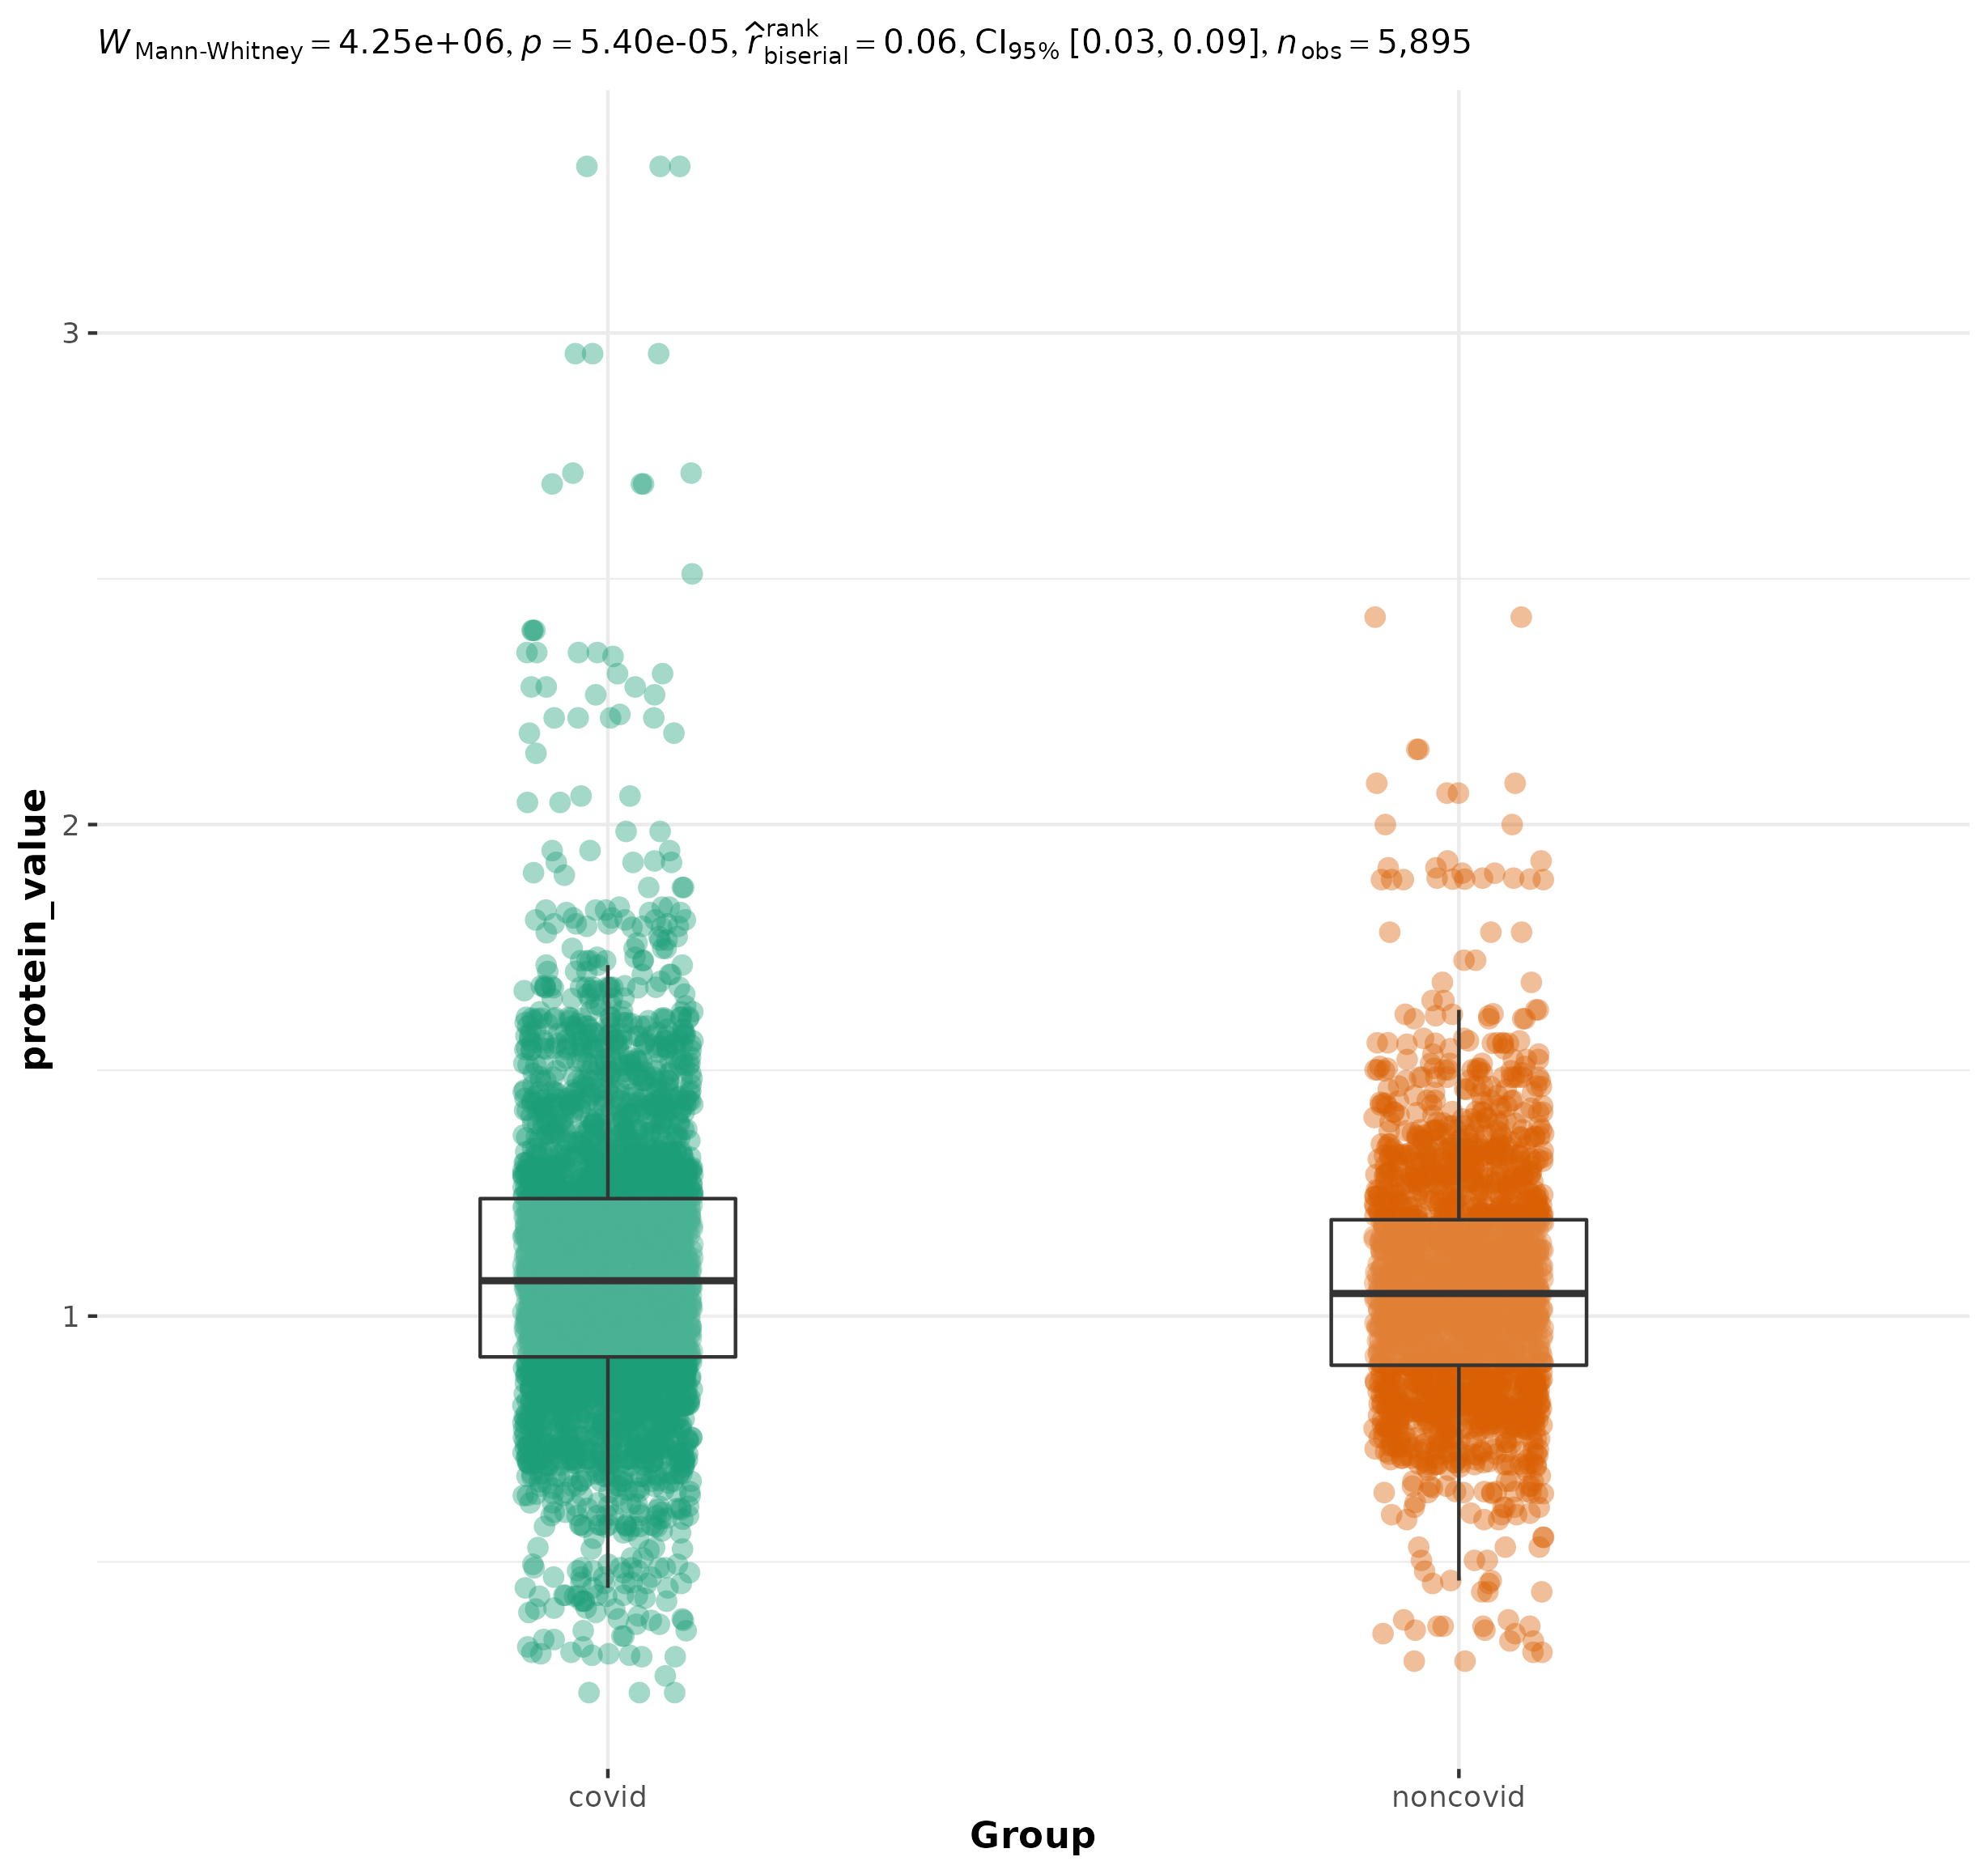 W Mann-Whitney = 4.25e+06, p = 5.40e-05, r̂ rank biserial = 0.06, CI95% [0.03, 0.09], nobs = 5,895
3
2
1
protein_value
covid noncovid
Group